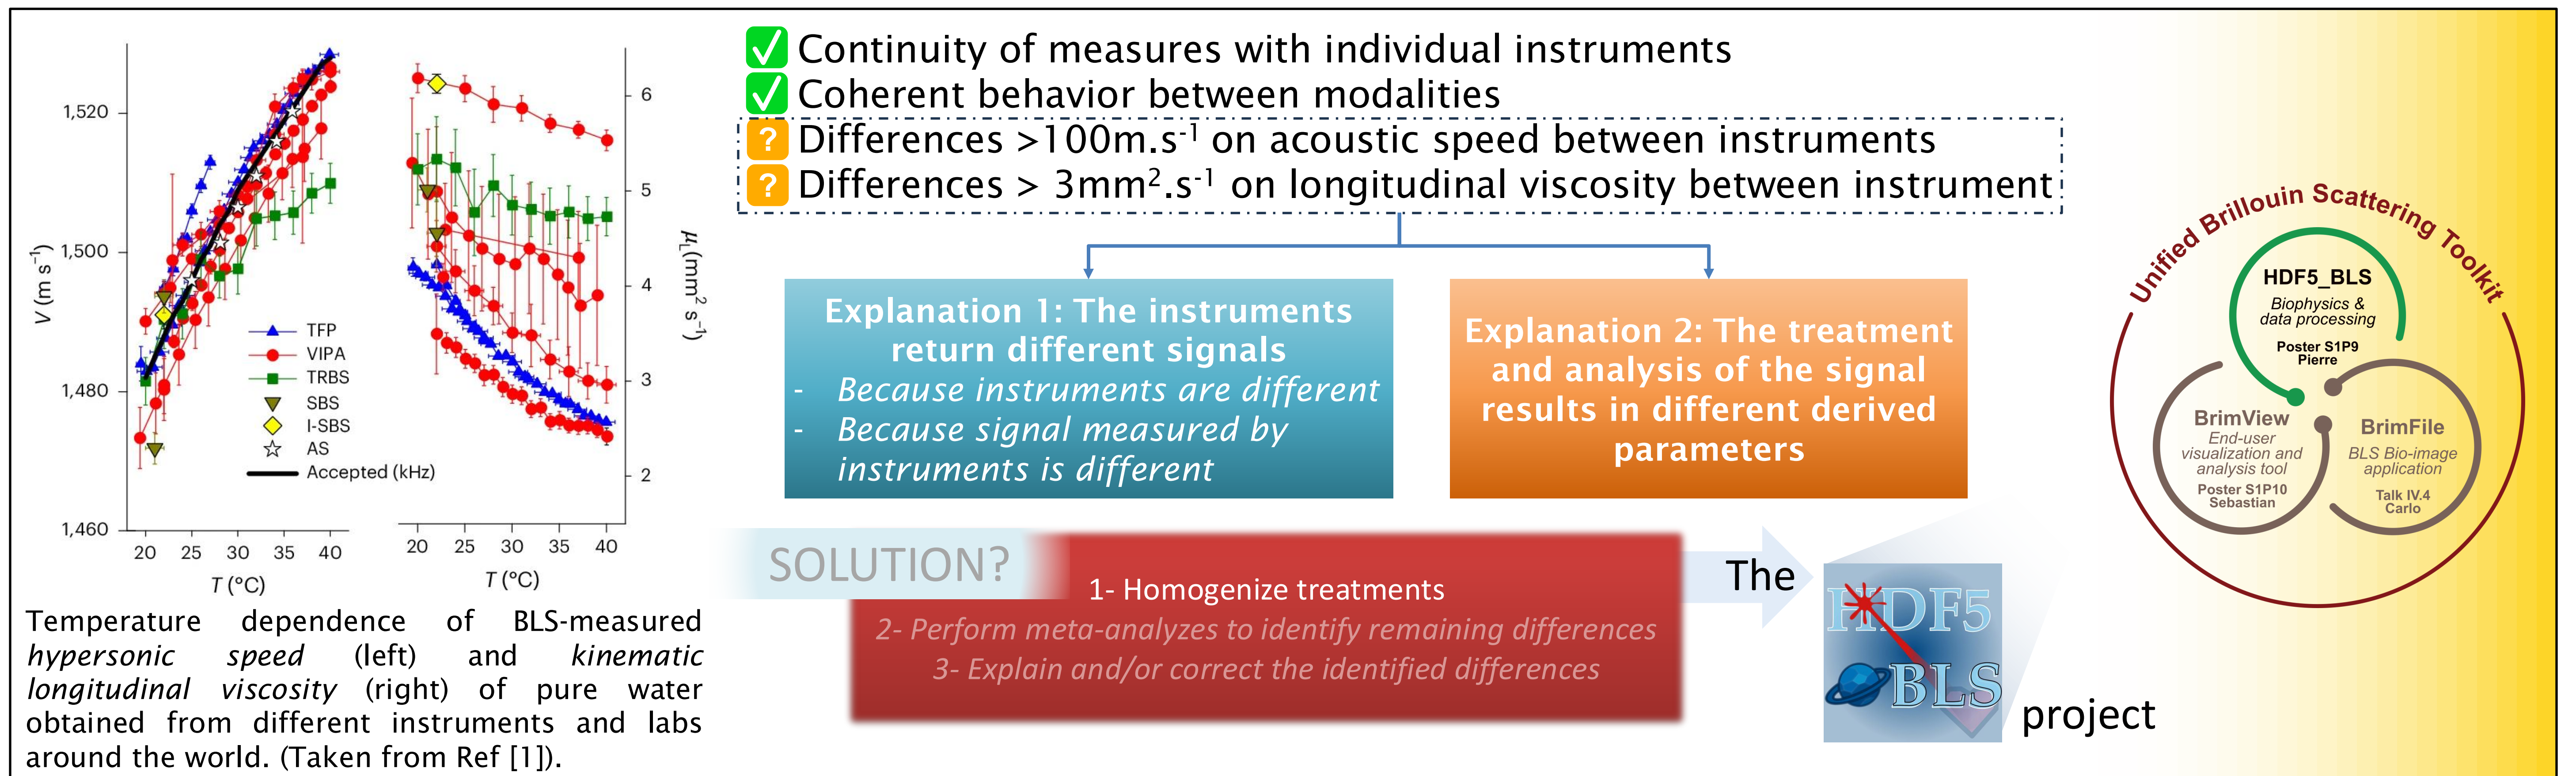 1,520
1,500
1,480
1,460
V (m s⁻¹)
20 25 30 35 40
T (°C)
TFP
VIPA
TRBS
SBS
I-SBS
AS
Accepted (kHz)
6
5
4
3
2
μL (mm² s⁻¹)
20 25 30 35 40
T (°C)
Temperature dependence of BLS-measured
hypersonic speed (left) and kinematic
longitudinal viscosity (right) of pure water
obtained from different instruments and labs
around the world. (Taken from Ref [1]).
Continuity of measures with individual instruments
Coherent behavior between modalities
? Differences >100m.s⁻¹ on acoustic speed between instruments
? Differences > 3mm².s⁻¹ on longitudinal viscosity between instrument
Explanation 1: The instruments
return different signals
- Because instruments are different
- Because signal measured by
instruments is different
Explanation 2: The treatment
and analysis of the signal
results in different derived
parameters
SOLUTION?
1- Homogenize treatments
2- Perform meta-analyzes to identify remaining differences
3- Explain and/or correct the identified differences
The
HDF5
BLS
project
Unified Brillouin Scattering Toolkit
HDF5_BLS
Biophysics &
data processing
Poster S1P9
Pierre
BrimView
End-user
visualization and
analysis tool
Poster S1P10
Sebastian
BrimFile
BLS Bio-image
application
Talk IV.4
Carlo